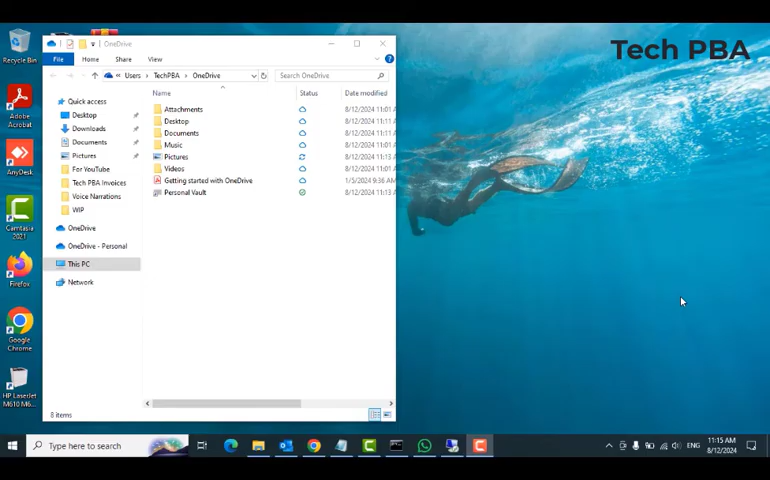 Tech PBA
Recycle Bin
Adobe
Acrobat
AnyDesk
Camtasia
2021
Firefox
Google
Chrome
HP LaserJet
M610 M6...
OneDrive
File
Home
Share
View
Users
TechPBA
OneDrive
Search OneDrive
Name
Status
Date modified
Quick access
Desktop
Downloads
Documents
Pictures
For YouTube
Tech PBA Invoices
Voice Narrations
WIP
OneDrive
OneDrive - Personal
This PC
Network
Attachments
8/12/2024 11:01 A
Desktop
8/12/2024 11:11
Documents
8/12/2024 11:11
Music
8/12/2024 11:01
Pictures
8/12/2024 11:13
Videos
8/12/2024 11:01
Getting started with OneDrive
1/5/2024 9:36 AM
Personal Vault
8/12/2024 11:13
8 items
Type here to search
ENG
11:15 AM
8/12/2024